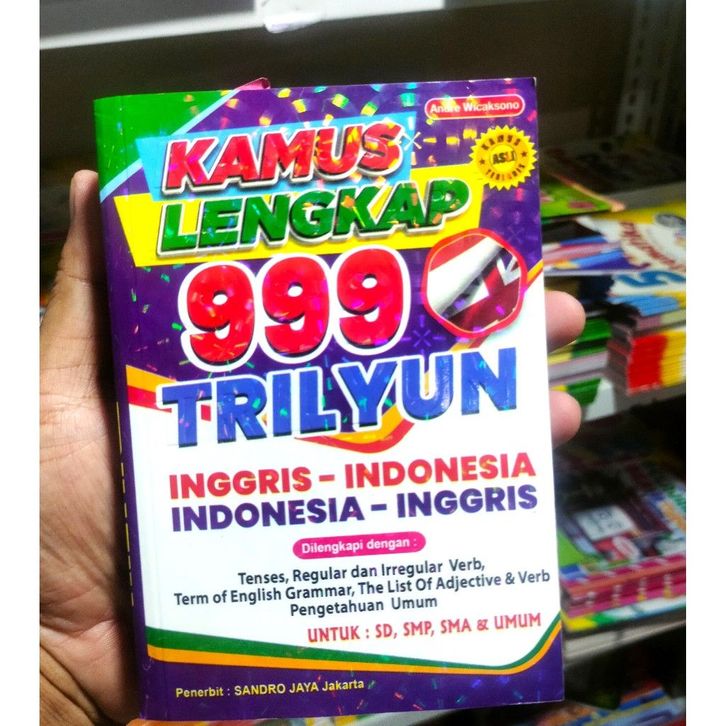 Andre Wicaksono
KAMUS
LENGKAP
ASLI
999
TRILYUN
INGGRIS - INDONESIA
INDONESIA - INGGRIS
Dilengkapi dengan :
Tenses, Regular dan Irregular Verb,
Term of English Grammar, The List Of Adjective & Verb
Pengetahuan Umum
UNTUK : SD, SMP, SMA & UMUM
Penerbit : SANDRO JAYA Jakarta